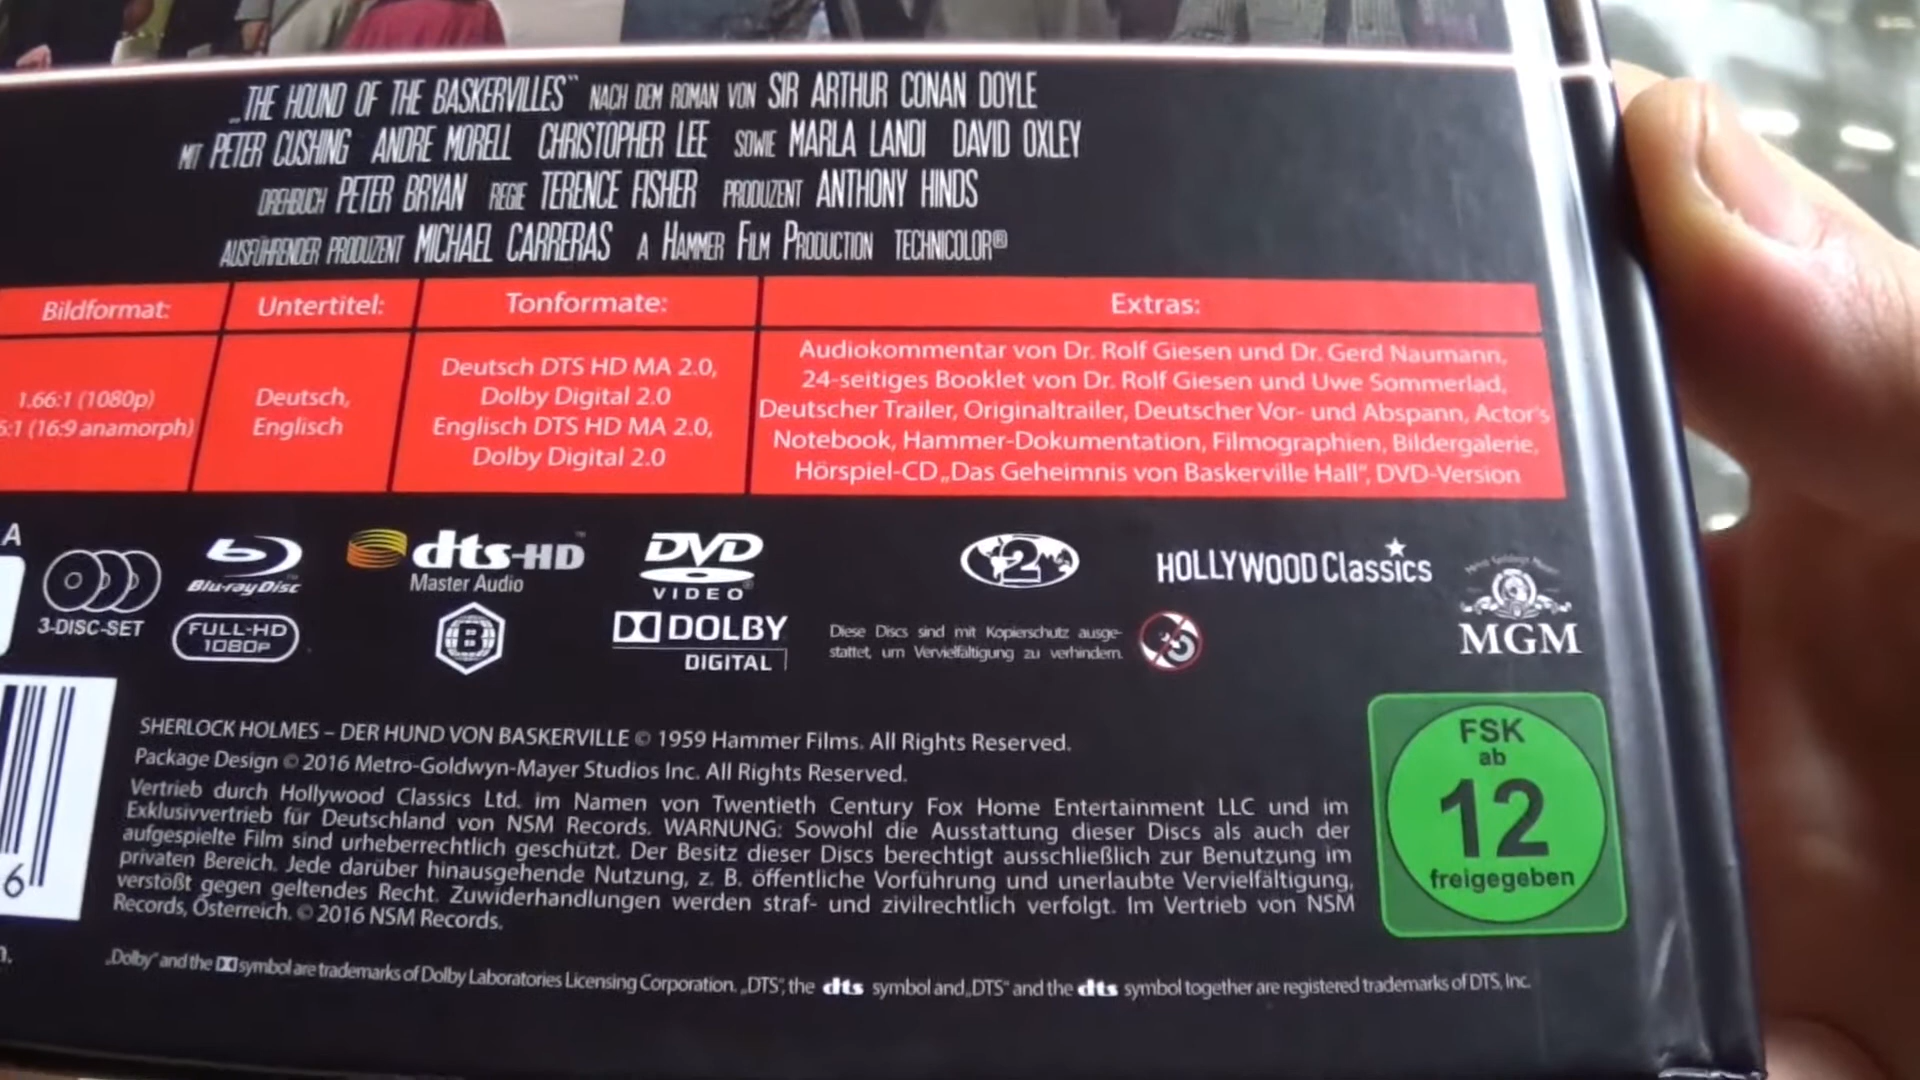 „THE HOUND OF THE BASKERVILLES" NACH DEM ROMAN VON SIR ARTHUR CONAN DOYLE
MIT PETER CUSHING ANDRE MORELL CHRISTOPHER LEE SOWIE MARLA LANDI DAVID OXLEY
DREHBUCH PETER BRYAN REGIE TERENCE FISHER PRODUZENT ANTHONY HINDS
AUSFÜHRENDER PRODUZENT MICHAEL CARRERAS A HAMMER FILM PRODUCTION TECHNICOLOR®
Bildformat:
1.66:1 (1080p)
6:1 (16:9 anamorph)
Untertitel:
Deutsch,
Englisch
Tonformate:
Deutsch DTS HD MA 2.0,
Dolby Digital 2.0
Englisch DTS HD MA 2.0,
Dolby Digital 2.0
Extras:
Audiokommentar von Dr. Rolf Giesen und Dr. Gerd Naumann,
24-seitiges Booklet von Dr. Rolf Giesen und Uwe Sommerlad,
Deutscher Trailer, Originaltrailer, Deutscher Vor- und Abspann, Actor's
Notebook, Hammer-Dokumentation, Filmographien, Bildergalerie,
Hörspiel-CD „Das Geheimnis von Baskerville Hall", DVD-Version
A
3-DISC-SET
Blu-ray Disc™
FULL-HD
1080P
dts-HD™
Master Audio
B
DVD
VIDEO®
DOLBY
DIGITAL
2
Diese Discs sind mit Kopierschutz ausge-
stattet, um Vervielfältigung zu verhindern.
HOLLYWOOD Classics
MGM
SHERLOCK HOLMES – DER HUND VON BASKERVILLE © 1959 Hammer Films. All Rights Reserved.
Package Design © 2016 Metro-Goldwyn-Mayer Studios Inc. All Rights Reserved.
Vertrieb durch Hollywood Classics Ltd. im Namen von Twentieth Century Fox Home Entertainment LLC und im
Exklusivvertrieb für Deutschland von NSM Records. WARNUNG: Sowohl die Ausstattung dieser Discs als auch der
aufgespielte Film sind urheberrechtlich geschützt. Der Besitz dieser Discs berechtigt ausschließlich zur Benutzung im
privaten Bereich. Jede darüber hinausgehende Nutzung, z. B. öffentliche Vorführung und unerlaubte Vervielfältigung,
verstößt gegen geltendes Recht. Zuwiderhandlungen werden straf- und zivilrechtlich verfolgt. Im Vertrieb von NSM
Records, Österreich. © 2016 NSM Records.
6
FSK
ab
12
freigegeben
„Dolby" and the symbol are trademarks of Dolby Laboratories Licensing Corporation. „DTS", the dts symbol and „DTS" and the dts symbol together are registered trademarks of DTS, Inc.